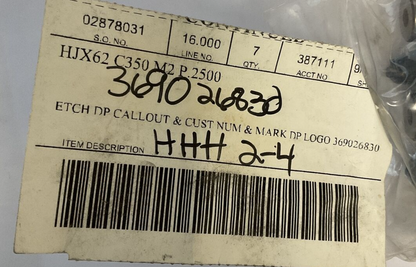 02878031 16.000 7 387111
S.O. NO. LINE NO. QTY. ACCT NO
HJX62 C350 M2 P.2500
369026830
ETCH DP CALLOUT & CUST NUM & MARK DP LOGO 369026830
ITEM DESCRIPTION HHH 2-4